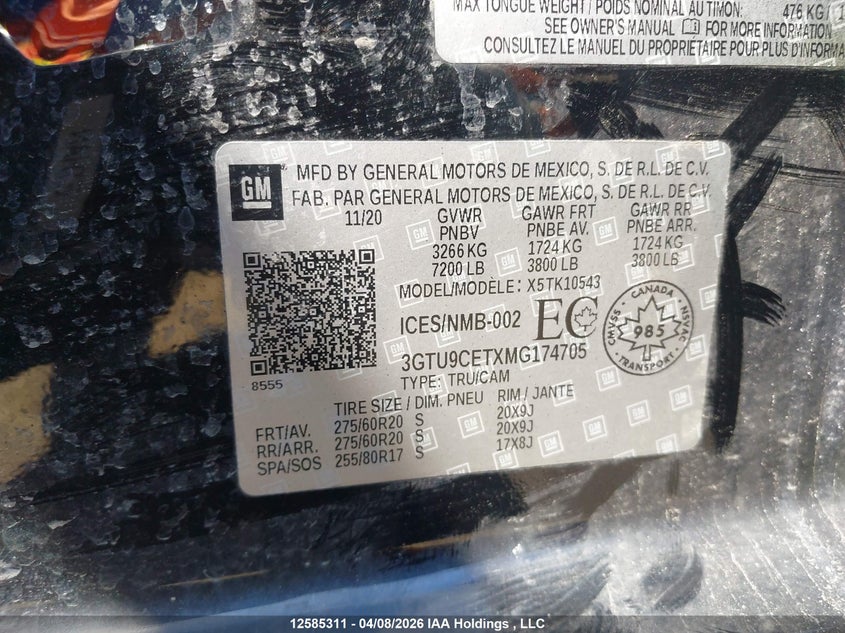 MAX TONGUE WEIGHT / POIDS NOMINAL AU TIMON: 476 KG /
SEE OWNER'S MANUAL FOR MORE INFORMATION
CONSULTEZ LE MANUEL DU PROPRIÉTAIRE POUR PLUS D'INFORMA
GM
MFD BY GENERAL MOTORS DE MEXICO, S. DE R.L. DE C.V.
FAB. PAR GENERAL MOTORS DE MEXICO, S. DE R.L. DE C.V.
11/20 GVWR GAWR FRT GAWR RR
PNBV PNBE AV. PNBE ARR.
3266 KG 1724 KG 1724 KG
7200 LB 3800 LB 3800 LB
MODEL/MODÈLE: X5TK10543
ICES/NMB-002 EC
CANADA
CMVSS 985 NSVAC
TRANSPORT
3GTU9CETXMG174705
8555
TYPE: TRU/CAM
TIRE SIZE / DIM. PNEU RIM / JANTE
FRT/AV. 275/60R20 S 20X9J
RR/ARR. 275/60R20 S 20X9J
SPA/SOS 255/80R17 S 17X8J
12585311 - 04/08/2026 IAA Holdings , LLC